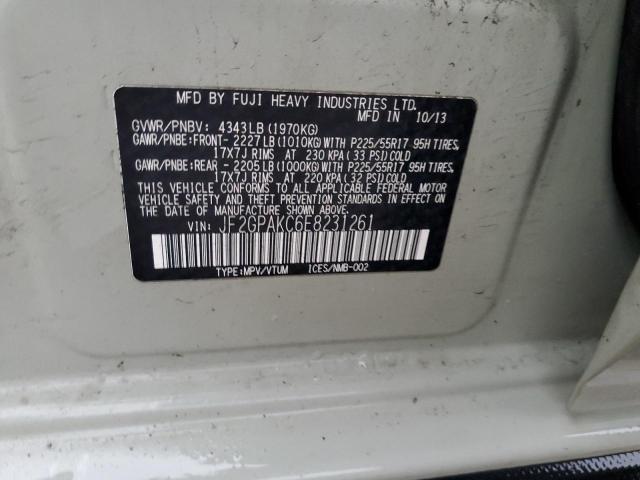 MFD BY FUJI HEAVY INDUSTRIES LTD.
MFD IN 10/13
GVWR/PNBV: 4343LB(1970KG)
GAWR/PNBE:FRONT- 2227LB(1010KG)WITH P225/55R17 95H TIRES,
17X7J RIMS AT 230 KPA(33 PSI)COLD
GAWR/PNBE:REAR - 2205LB(1000KG)WITH P225/55R17 95H TIRES,
17X7J RIMS AT 220 KPA(32 PSI)COLD
THIS VEHICLE CONFORMS TO ALL APPLICABLE FEDERAL MOTOR
VEHICLE SAFETY AND THEFT PREVENTION STANDARDS IN EFFECT ON
THE DATE OF MANUFACTURE SHOWN ABOVE.
VIN: JF2GPAKC6E8231261
TYPE:MPV/VTUM ICES/NMB-002